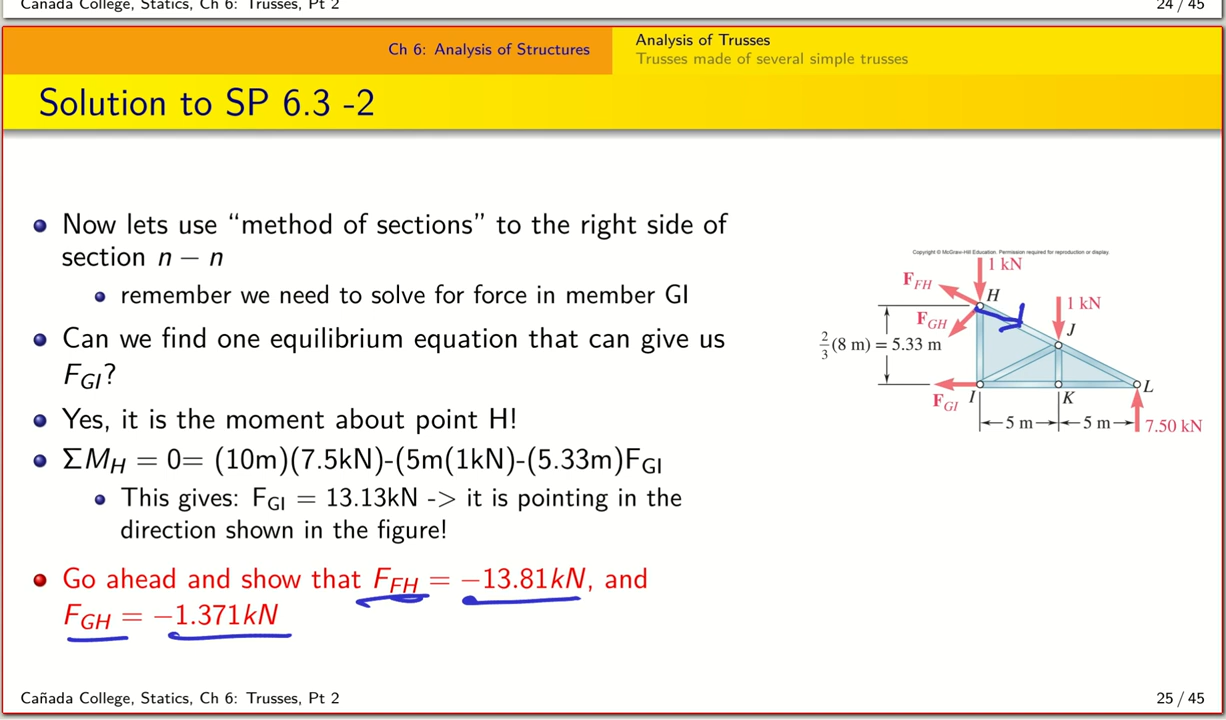 Canada College, Statics, Ch 6: Trusses, Pt 2
24 / 45
Ch 6: Analysis of Structures
Analysis of Trusses
Trusses made of several simple trusses
Solution to SP 6.3 -2
Now lets use “method of sections” to the right side of
section n − n
remember we need to solve for force in member GI
Can we find one equilibrium equation that can give us
F_GI?
Yes, it is the moment about point H!
ΣM_H = 0= (10m)(7.5kN)-(5m(1kN)-(5.33m)F_GI
This gives: F_GI = 13.13kN -> it is pointing in the
direction shown in the figure!
Go ahead and show that F_FH = −13.81kN, and
F_GH = −1.371kN
Copyright © McGraw-Hill Education. Permission required for reproduction or display.
1 kN
F_FH
H
1 kN
F_GH
J
2/3 (8 m) = 5.33 m
F_GI
I
K
L
5 m
5 m
7.50 kN
Cañada College, Statics, Ch 6: Trusses, Pt 2
25 / 45